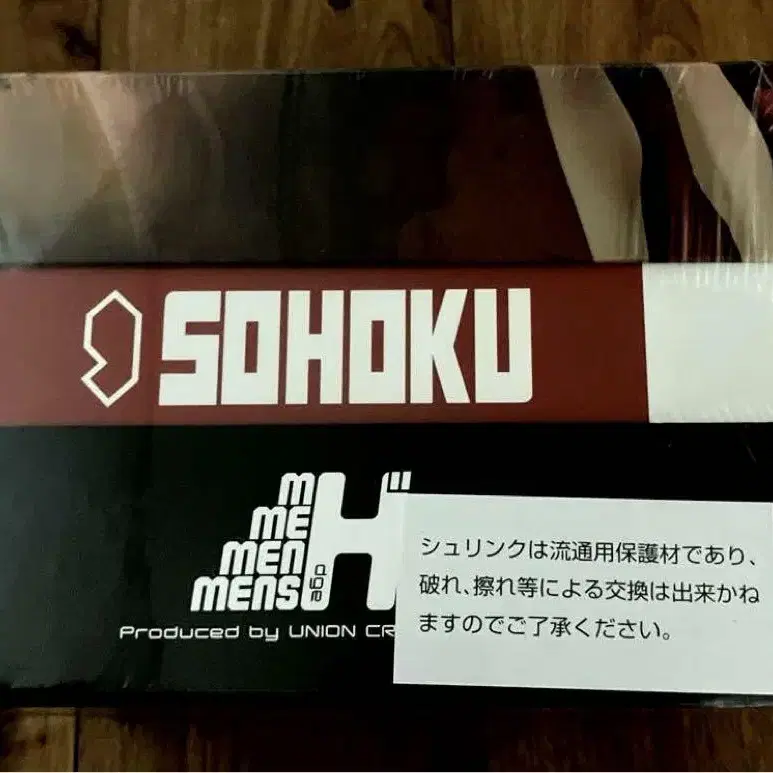 SOHOKU
M
ME
MEN
MENS
H
Produced by UNION CR
シュリンクは流通用保護材であり、
破れ、擦れ等による交換は出来かね
ますのでご了承ください。